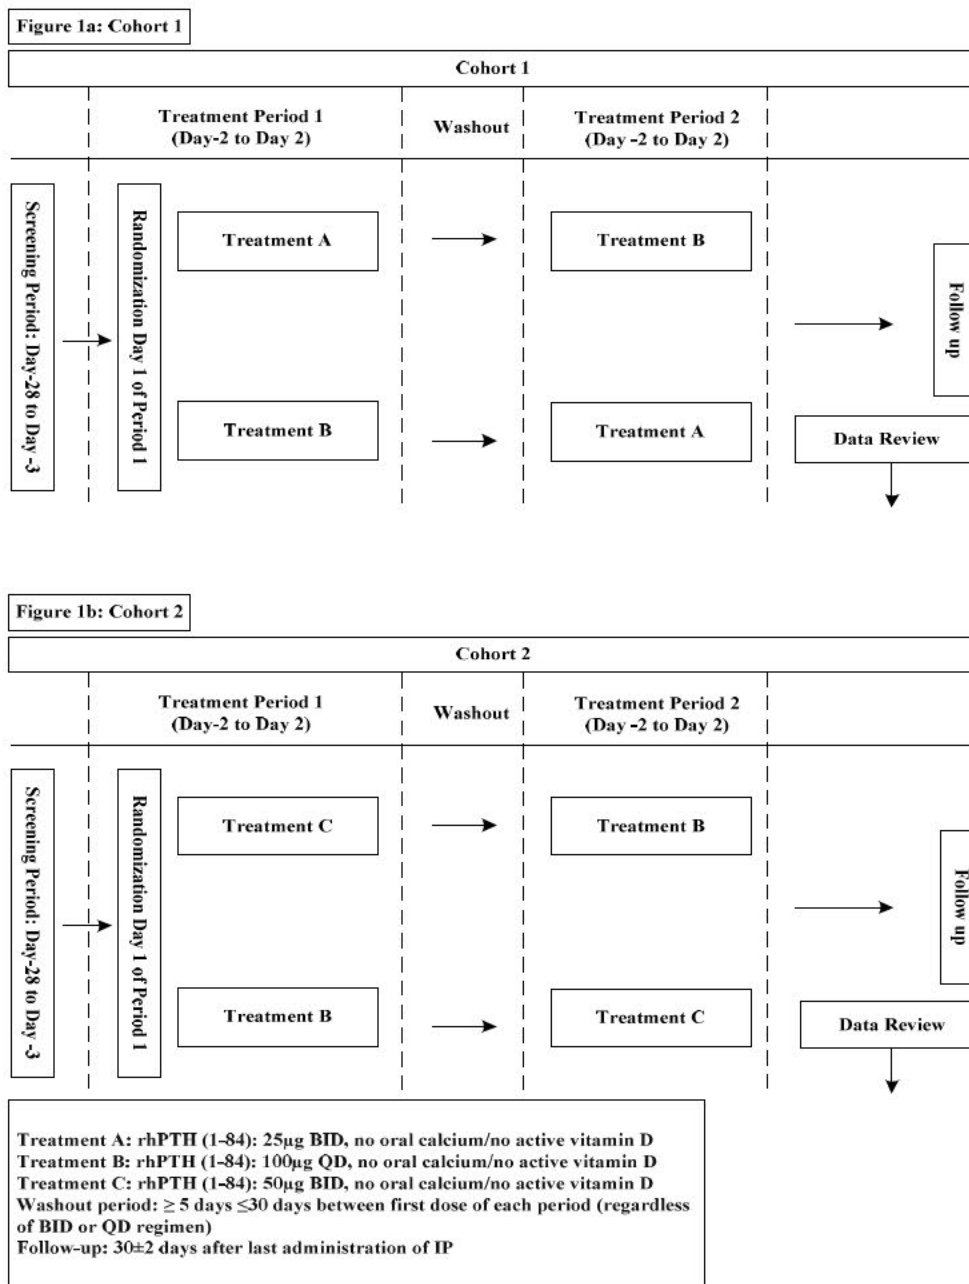 Figure 1a: Cohort 1
Cohort 1
Treatment Period 1
(Day-2 to Day 2)
Washout
Treatment Period 2
(Day -2 to Day 2)
Screening Period: Day-28 to Day -3
Randomization Day 1 of Period 1
Treatment A
Treatment B
Follow up
Treatment B
Treatment A
Data Review
Figure 1b: Cohort 2
Cohort 2
Treatment Period 1
(Day-2 to Day 2)
Washout
Treatment Period 2
(Day -2 to Day 2)
Screening Period: Day-28 to Day -3
Randomization Day 1 of Period 1
Treatment C
Treatment B
Follow up
Treatment B
Treatment C
Data Review
Treatment A: rhPTH (1-84): 25µg BID, no oral calcium/no active vitamin D
Treatment B: rhPTH (1-84): 100µg QD, no oral calcium/no active vitamin D
Treatment C: rhPTH (1-84): 50µg BID, no oral calcium/no active vitamin D
Washout period: ≥ 5 days ≤30 days between first dose of each period (regardless
of BID or QD regimen)
Follow-up: 30±2 days after last administration of IP